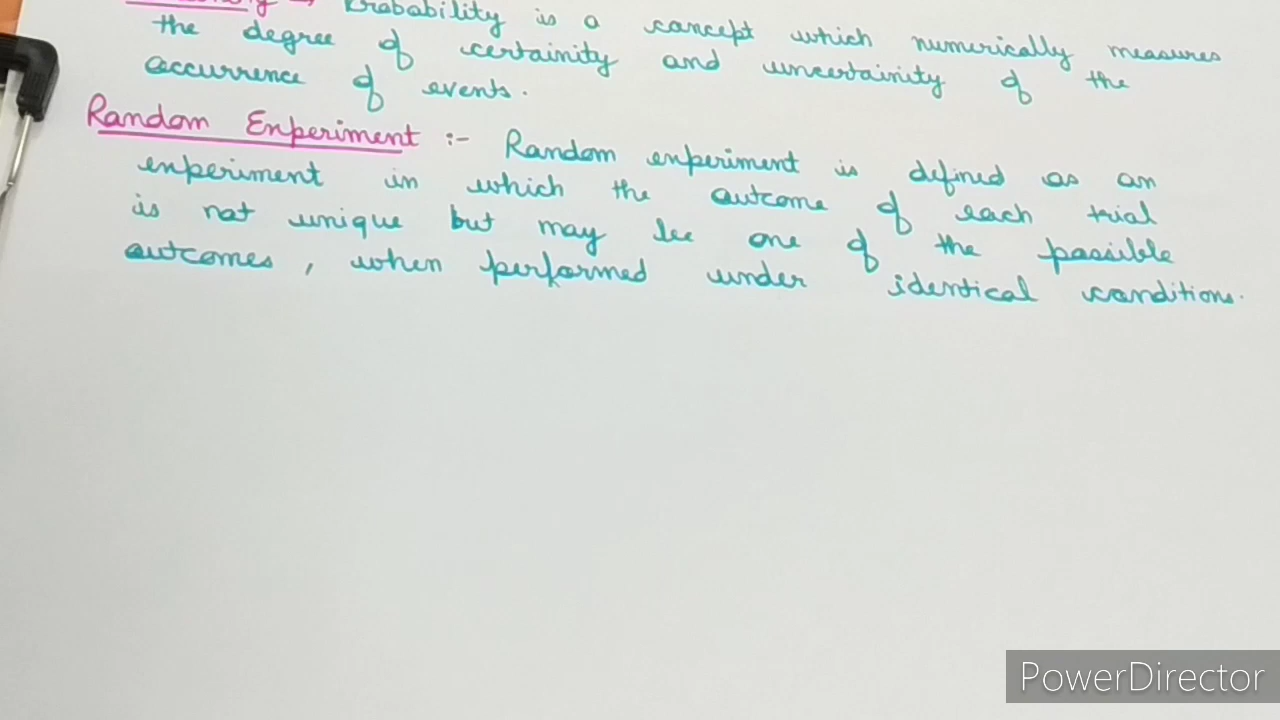 Probability is a concept which numerically measures
the degree of certainity and uncertainity of the
occurrence of events.
Random Experiment :- Random experiment is defined as an
experiment in which the outcome of each trial
is not unique but may be one of the possible
outcomes, when performed under identical conditions.
PowerDirector